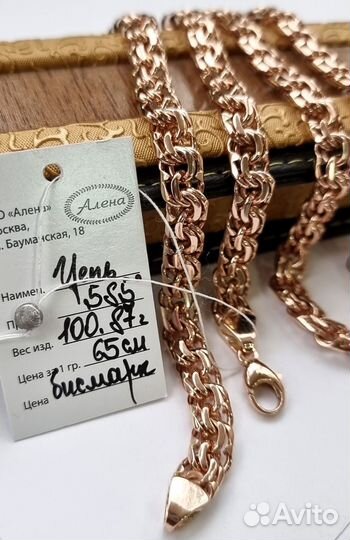 Алена
О «Алена»
осква,
. Бауманская, 18
Наимен. Цепь
585
Вес изд. 100.87г
Цена за 1 гр. 65см
Цена бисмарк
Avito